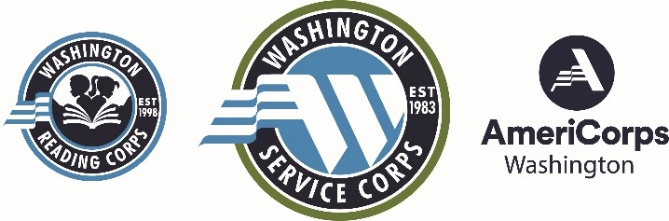 WASHINGTON
EST
1998
READING CORPS
WASHINGTON
EST
1983
SERVICE CORPS
AmeriCorps
Washington